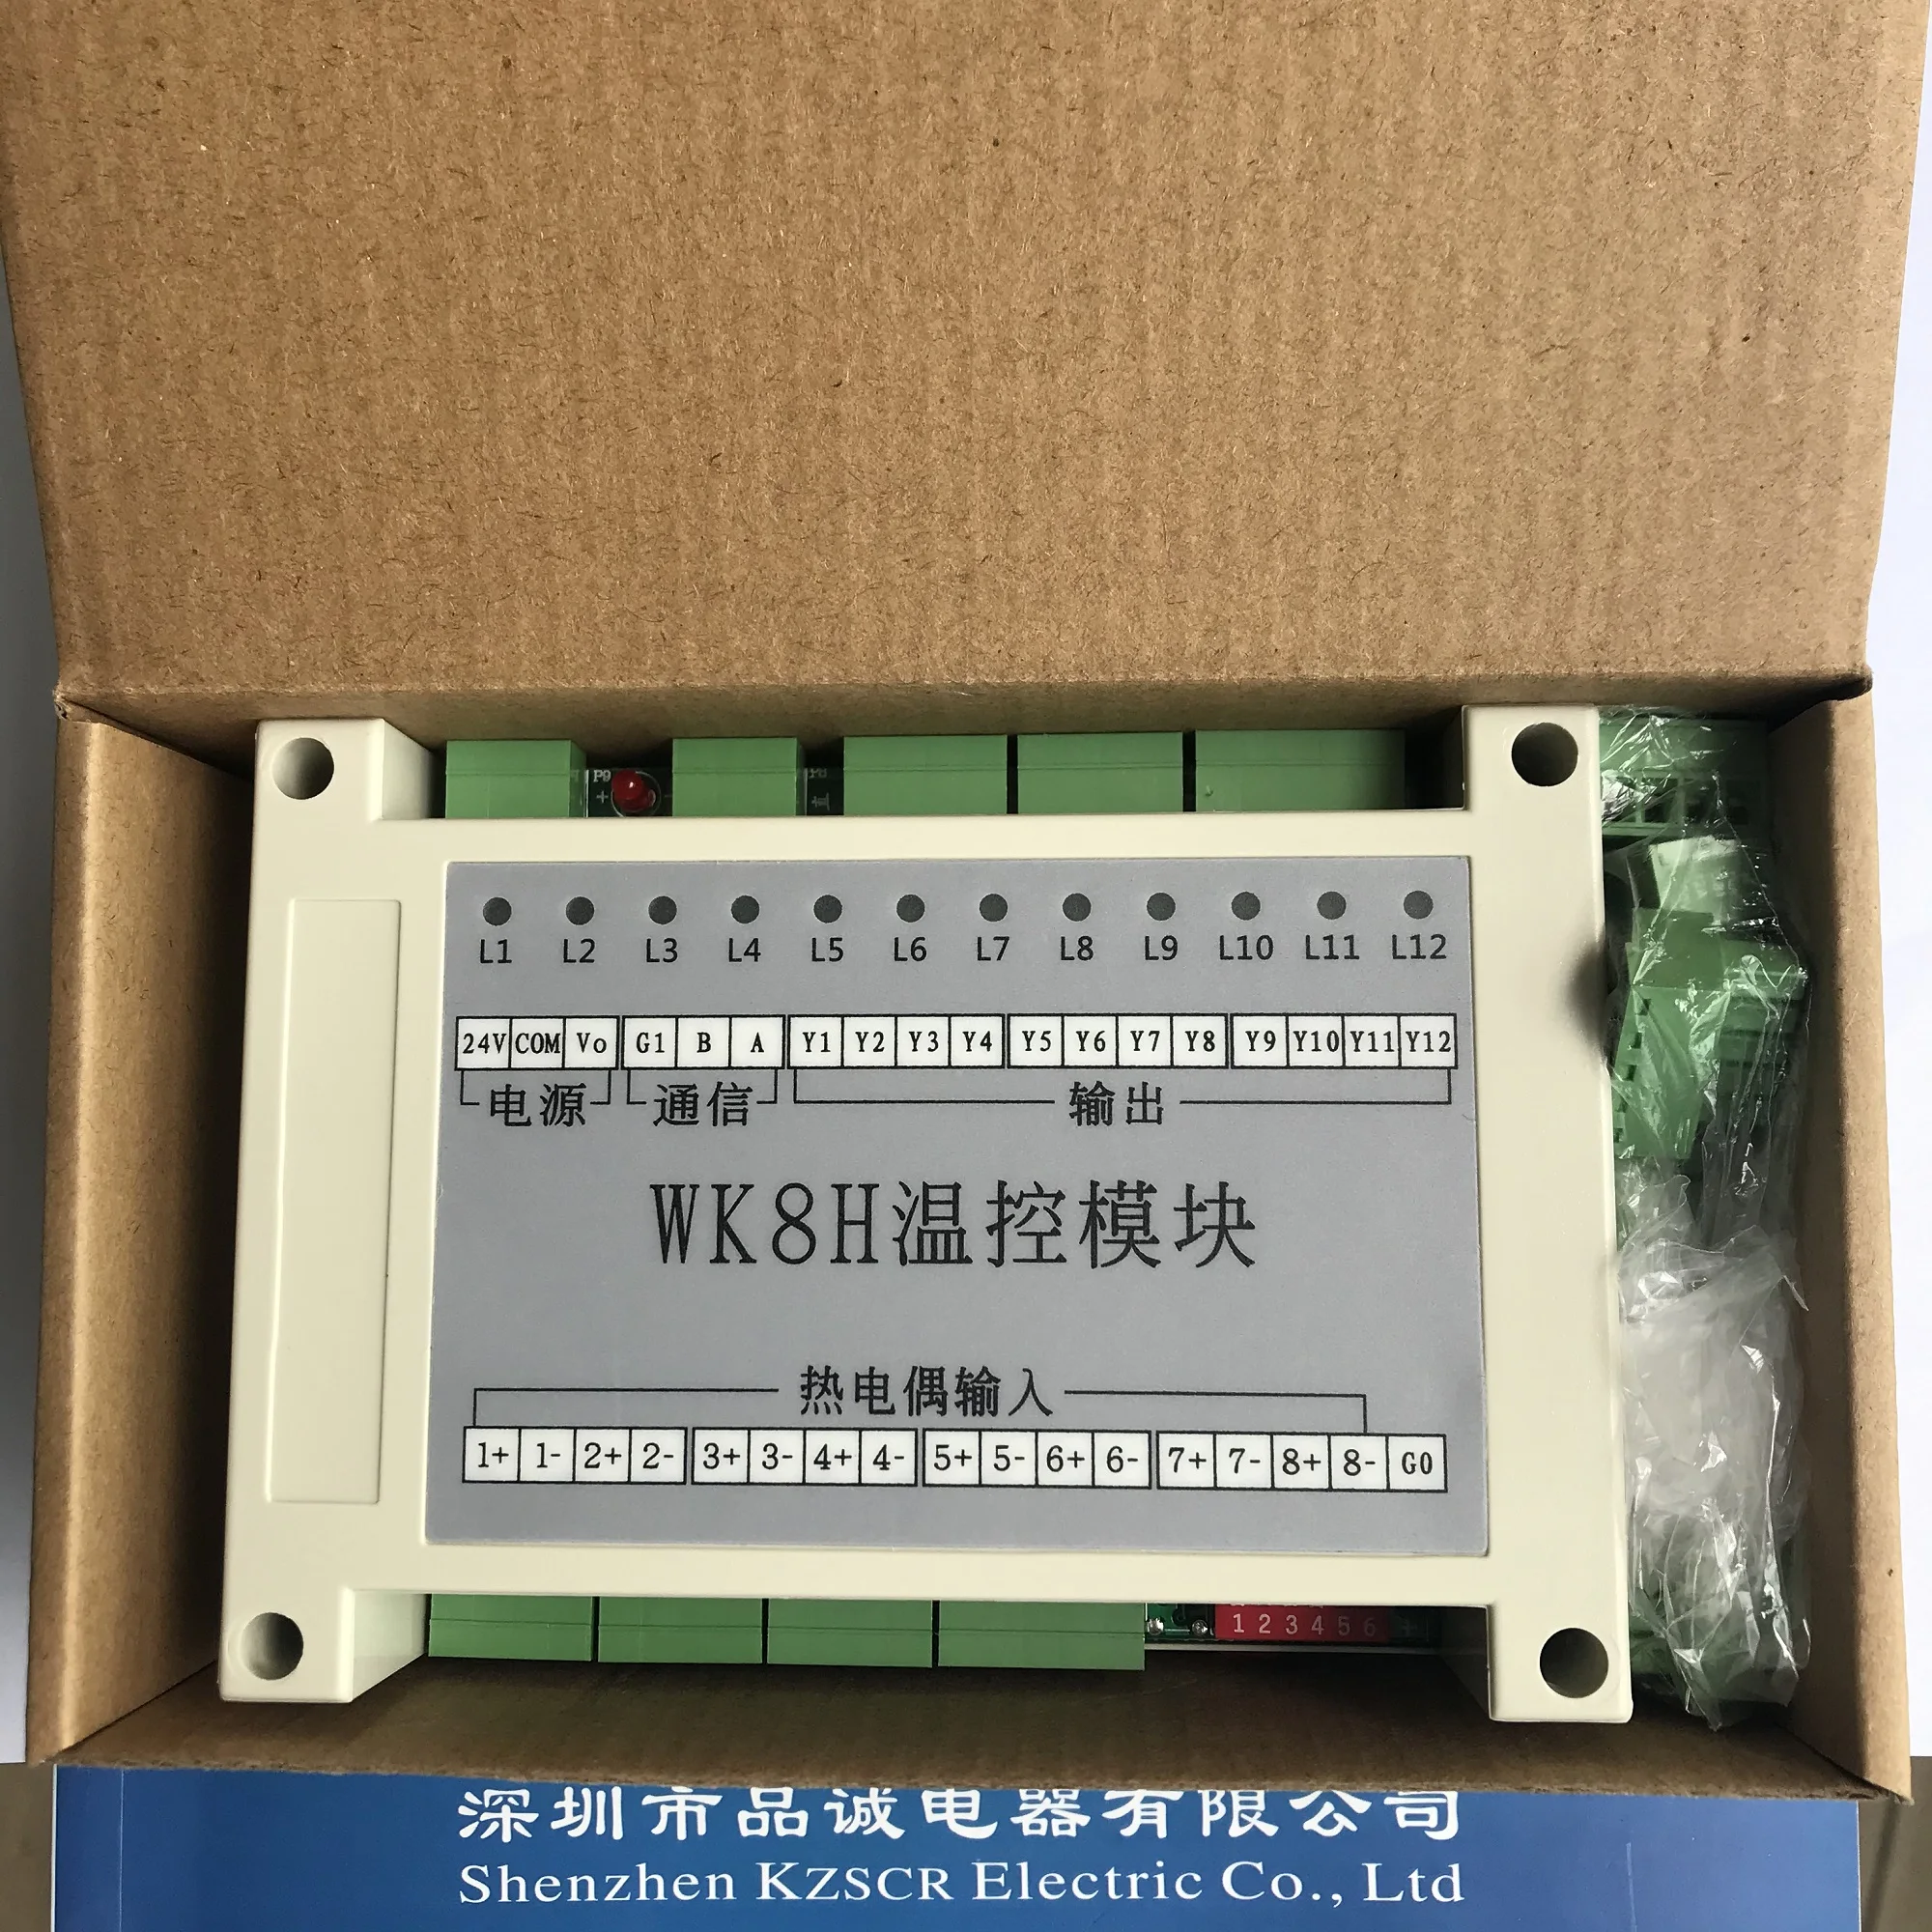 P9
+
L1 L2 L3 L4 L5 L6 L7 L8 L9 L10 L11 L12
24V COM Vo G1 B A Y1 Y2 Y3 Y4 Y5 Y6 Y7 Y8 Y9 Y10 Y11 Y12
电源 通信 输出
WK8H温控模块
热电偶输入
1+ 1- 2+ 2- 3+ 3- 4+ 4- 5+ 5- 6+ 6- 7+ 7- 8+ 8- G0
1 2 3 4 5 6
深圳市品诚电器有限公司
Shenzhen KZSCR Electric Co., Ltd